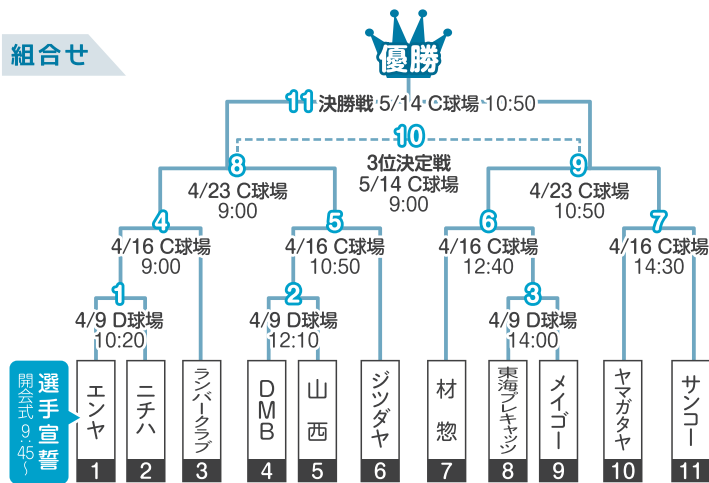 組合せ
優勝
11 決勝戦 5/14 C球場 10:50
10
3位決定戦
5/14 C球場
9:00
8
4/23 C球場
9:00
9
4/23 C球場
10:50
4
4/16 C球場
9:00
5
4/16 C球場
10:50
6
4/16 C球場
12:40
7
4/16 C球場
14:30
1
4/9 D球場
10:20
2
4/9 D球場
12:10
3
4/9 D球場
14:00
選手宣誓
開会式 9:45~
エンヤ
1
ニチハ
2
ランバークラブ
3
DMB
4
山西
5
ジツダヤ
6
材惣
7
東海プレキャッシ
8
メイゴー
9
ヤマガタヤ
10
サンコー
11